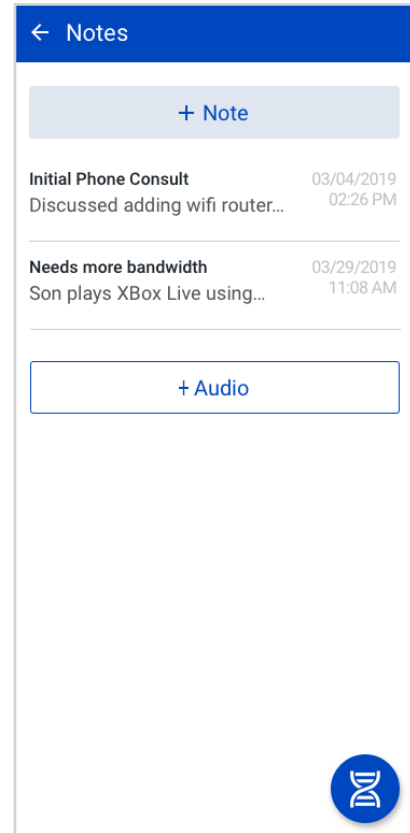 Notes
+ Note
Initial Phone Consult 03/04/2019
Discussed adding wifi router... 02:26 PM
Needs more bandwidth 03/29/2019
Son plays XBox Live using... 11:08 AM
+ Audio